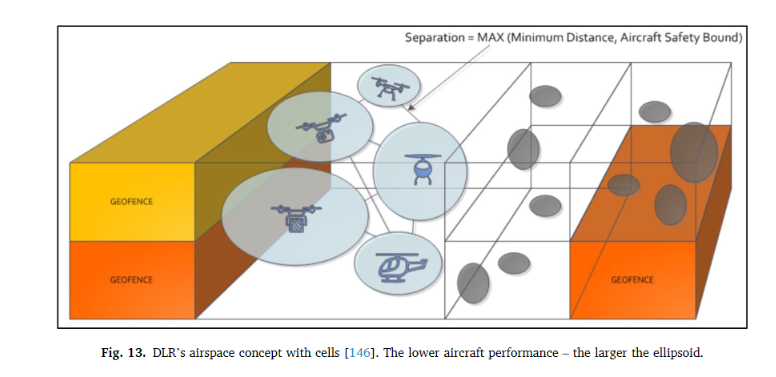 Separation = MAX (Minimum Distance, Aircraft Safety Bound)
GEOFENCE
GEOFENCE
GEOFENCE
Fig. 13. DLR's airspace concept with cells [146]. The lower aircraft performance – the larger the ellipsoid.